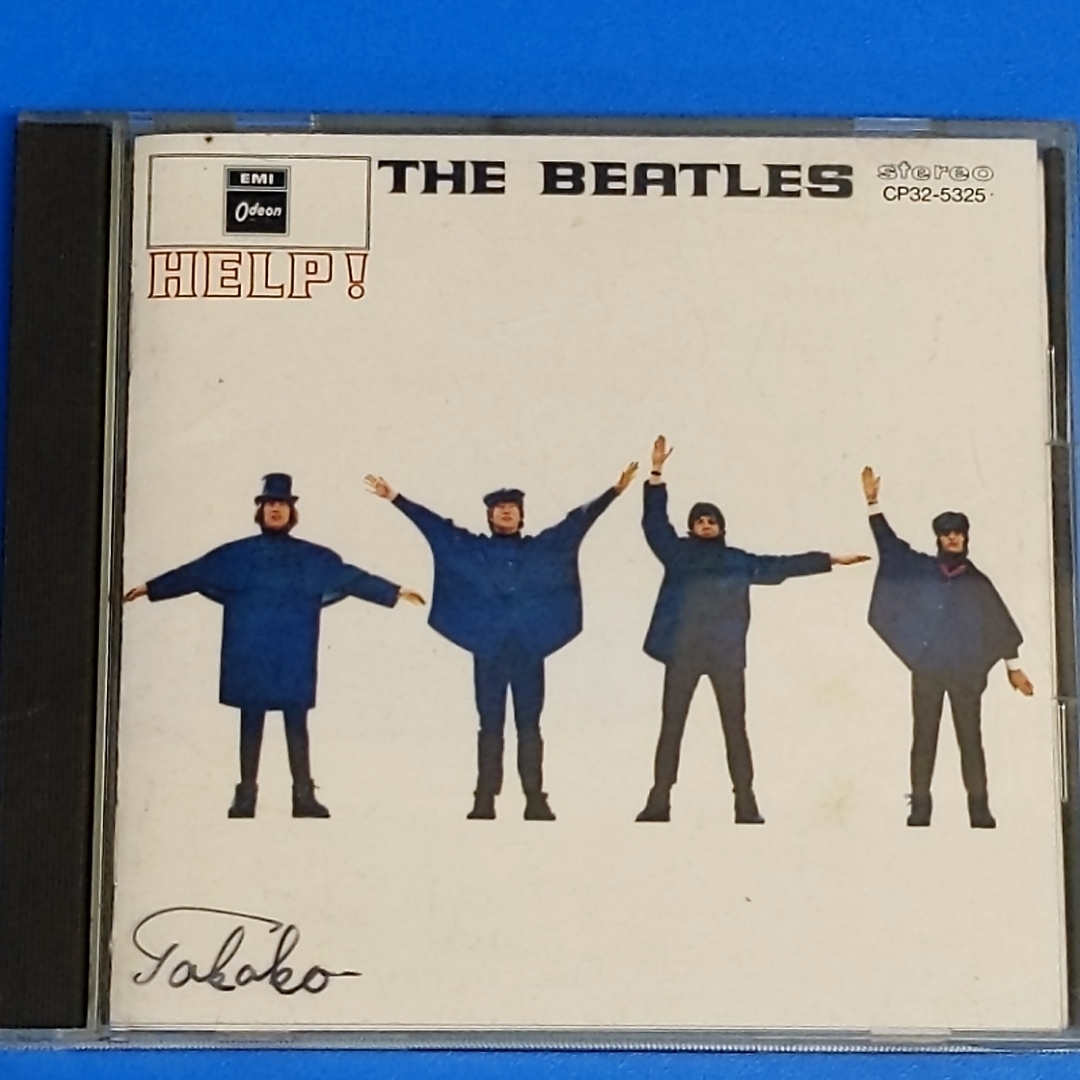 EMI
Odeon
THE BEATLES
stereo
CP32-5325
HELP!
Takako